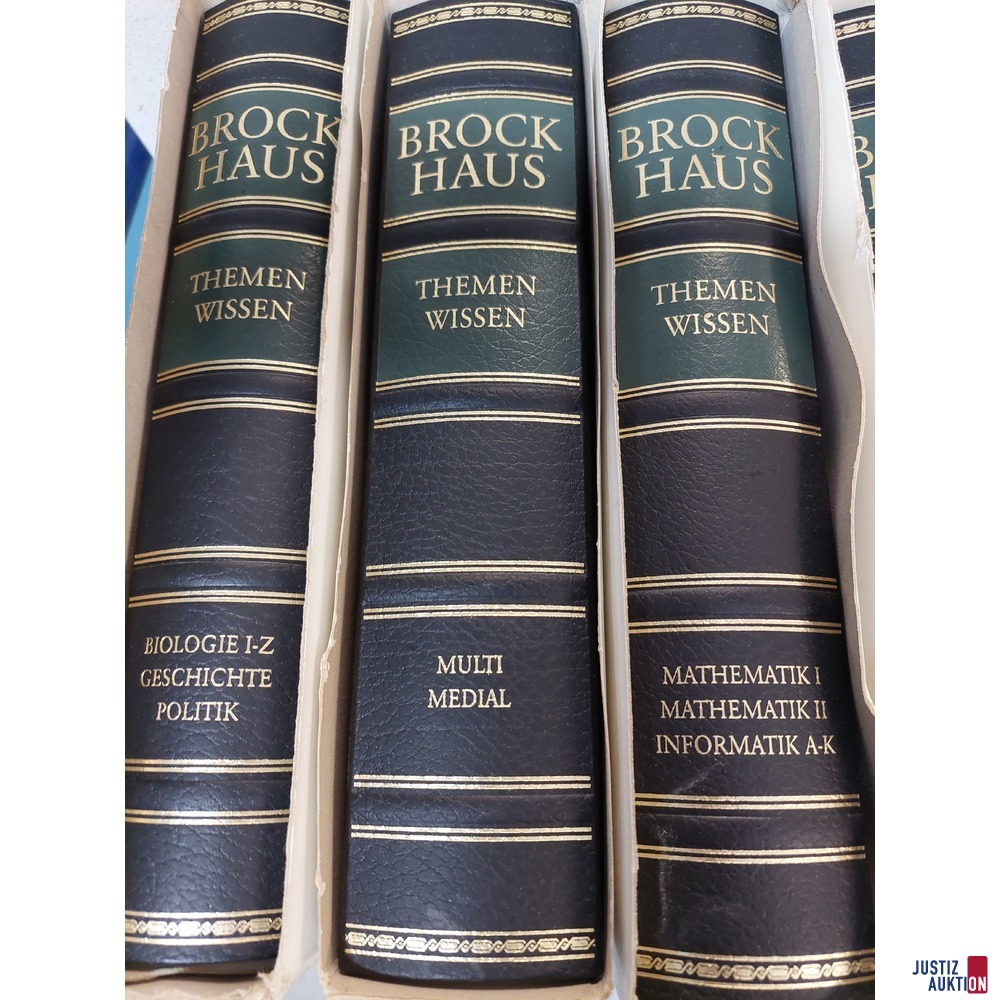 BROCK
HAUS
THEMEN
WISSEN
BIOLOGIE I-Z
GESCHICHTE
POLITIK
BROCK
HAUS
THEMEN
WISSEN
MULTI
MEDIAL
BROCK
HAUS
THEMEN
WISSEN
MATHEMATIK I
MATHEMATIK II
INFORMATIK A-K
JUSTIZ
AUKTION